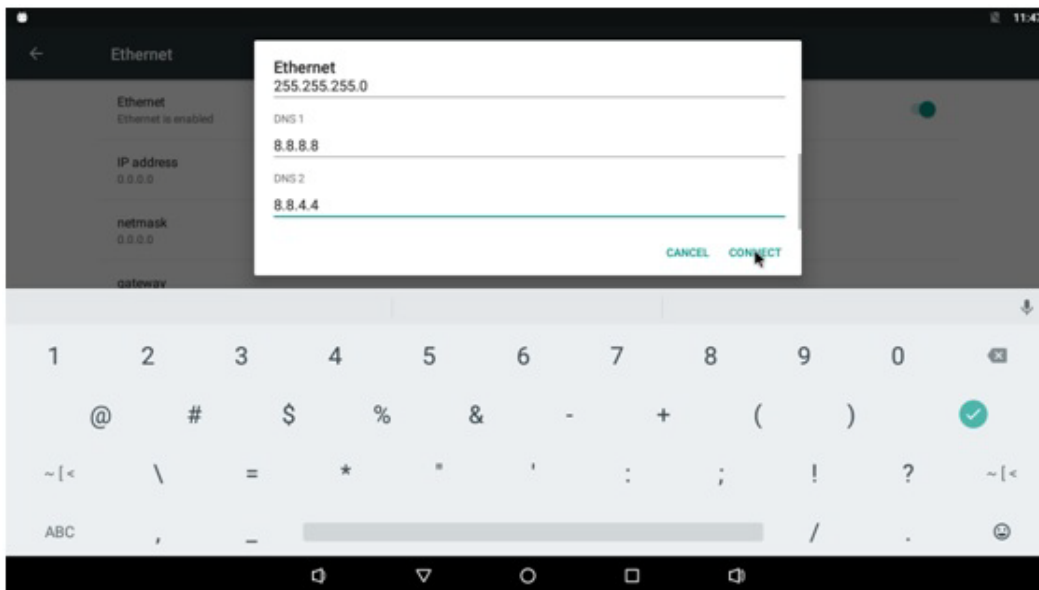 11:47
Ethernet
Ethernet
Ethernet is enabled
IP address
0.0.0.0
netmask
0.0.0.0
gateway
Ethernet
255.255.255.0
DNS 1
8.8.8.8
DNS 2
8.8.4.4
CANCEL CONNECT
1 2 3 4 5 6 7 8 9 0
@ # $ % & - + ( )
~ [ < \ = * " ' : ; ! ? ~ [ <
ABC , _ / .